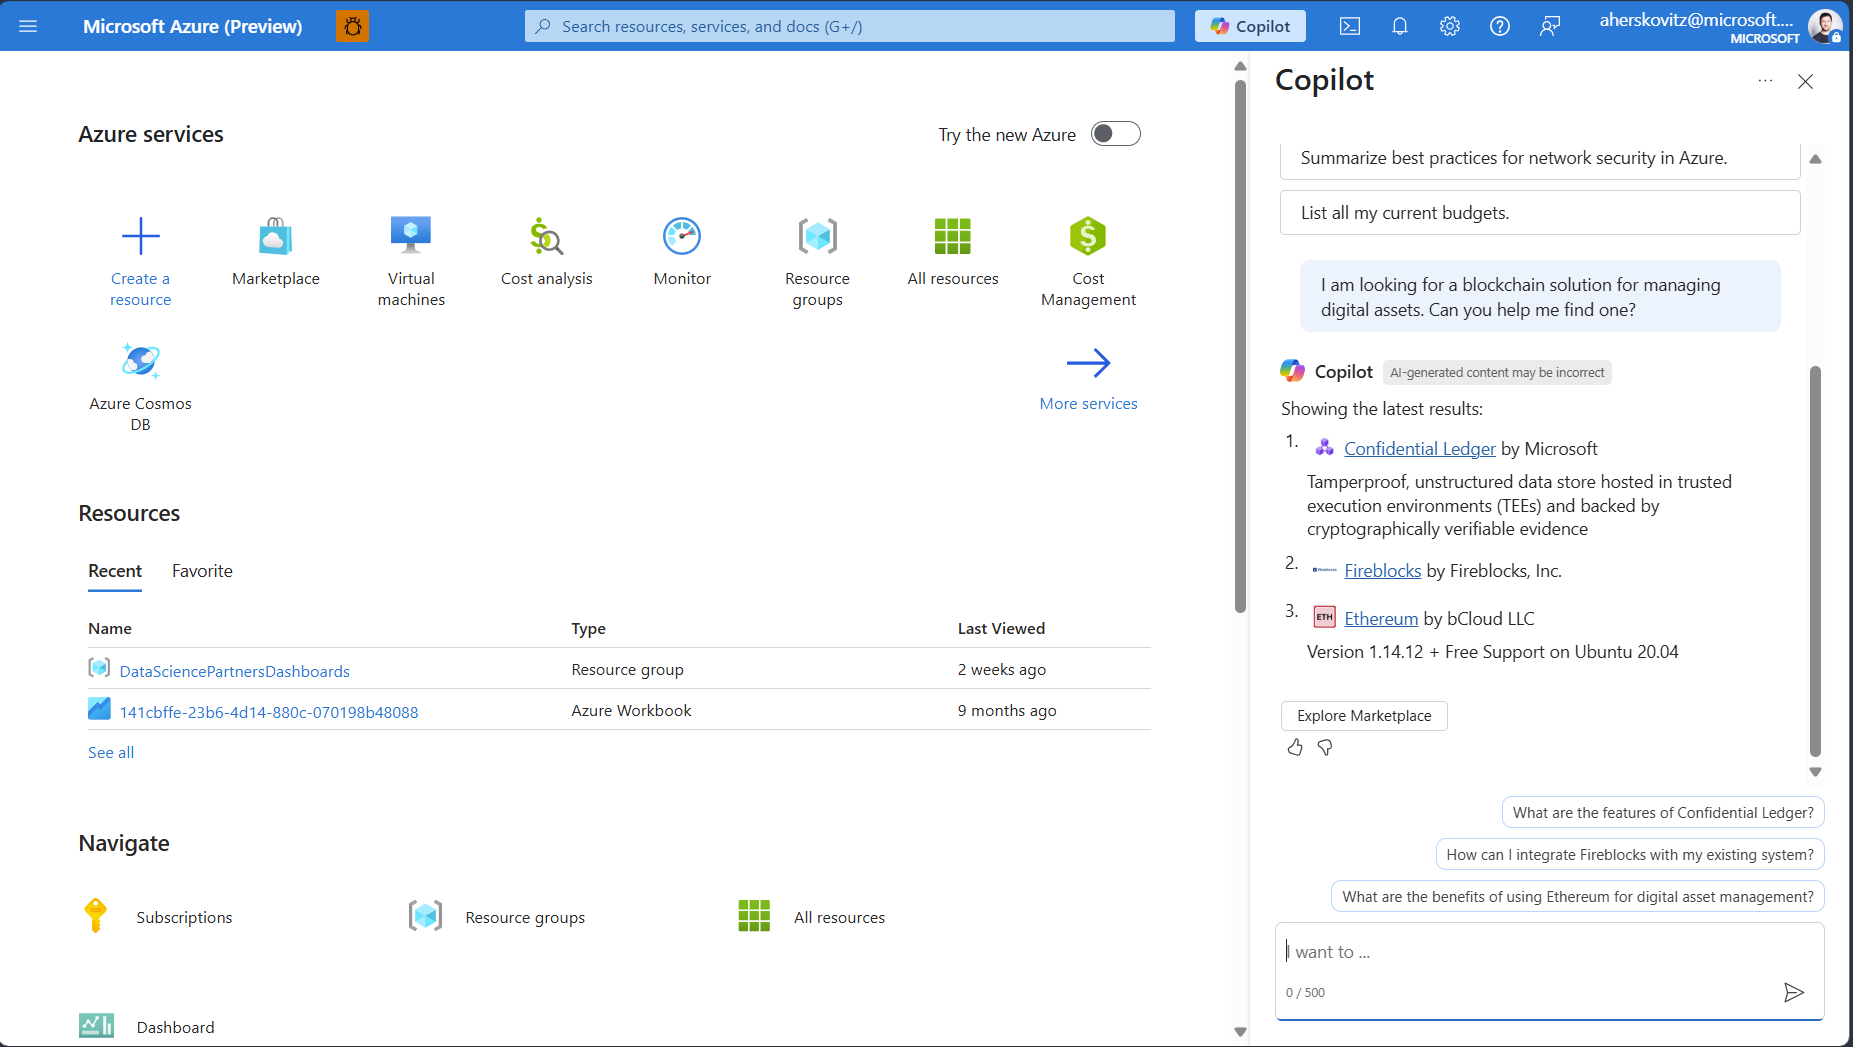 Microsoft Azure (Preview)
Search resources, services, and docs (G+/)
Copilot
aherskovitz@microsoft....
MICROSOFT
Azure services
Try the new Azure
Create a
resource
Marketplace
Virtual
machines
Cost analysis
Monitor
Resource
groups
All resources
Cost
Management
Azure Cosmos
DB
More services
Resources
Recent
Favorite
Name
Type
Last Viewed
DataSciencePartnersDashboards
Resource group
2 weeks ago
141cbffe-23b6-4d14-880c-070198b48088
Azure Workbook
9 months ago
See all
Navigate
Subscriptions
Resource groups
All resources
Dashboard
Copilot
Summarize best practices for network security in Azure.
List all my current budgets.
I am looking for a blockchain solution for managing
digital assets. Can you help me find one?
Copilot
AI-generated content may be incorrect
Showing the latest results:
1. Confidential Ledger by Microsoft
Tamperproof, unstructured data store hosted in trusted
execution environments (TEEs) and backed by
cryptographically verifiable evidence
2. Fireblocks Fireblocks by Fireblocks, Inc.
3. ETH Ethereum by bCloud LLC
Version 1.14.12 + Free Support on Ubuntu 20.04
Explore Marketplace
What are the features of Confidential Ledger?
How can I integrate Fireblocks with my existing system?
What are the benefits of using Ethereum for digital asset management?
I want to ...
0 / 500